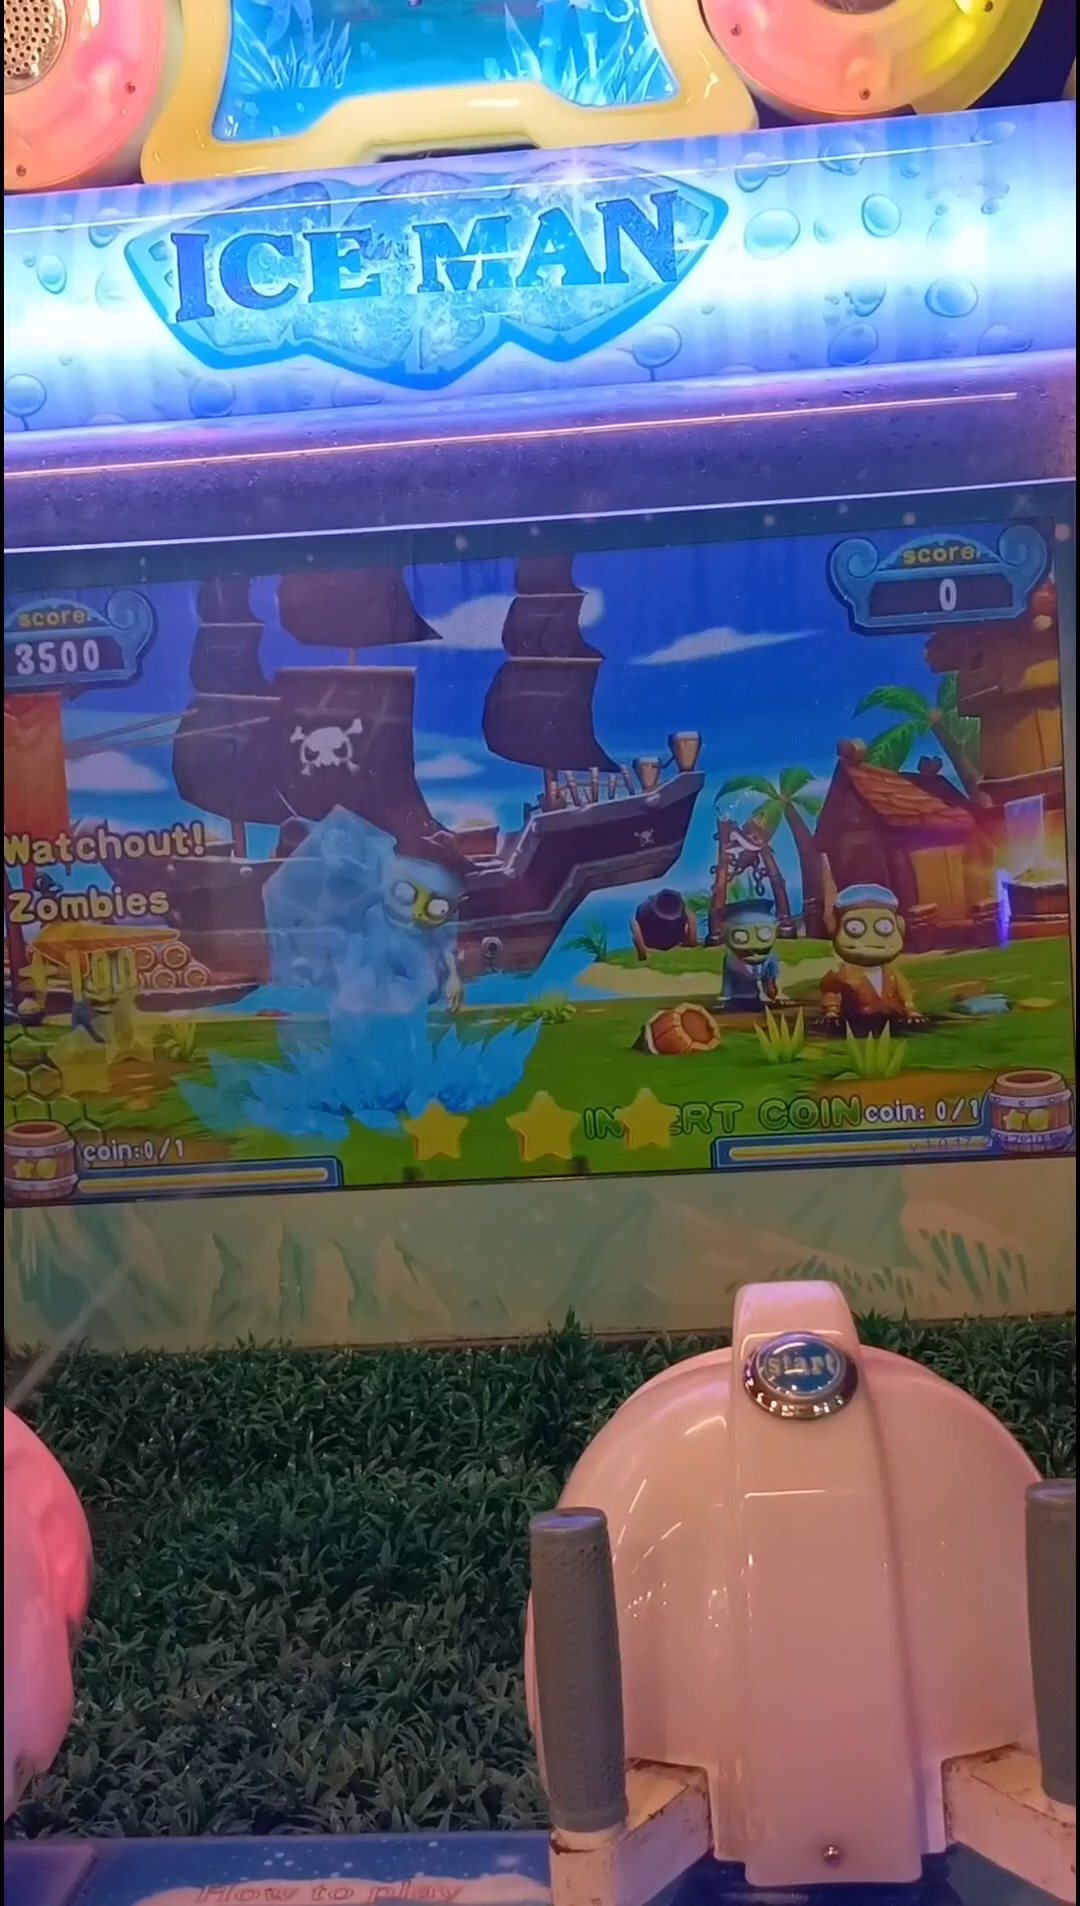 ICE MAN
score
0
score
3500
Watchout!
Zombies
+100
INSERT COIN
coin: 0/1
coin:0/1
start
How to play